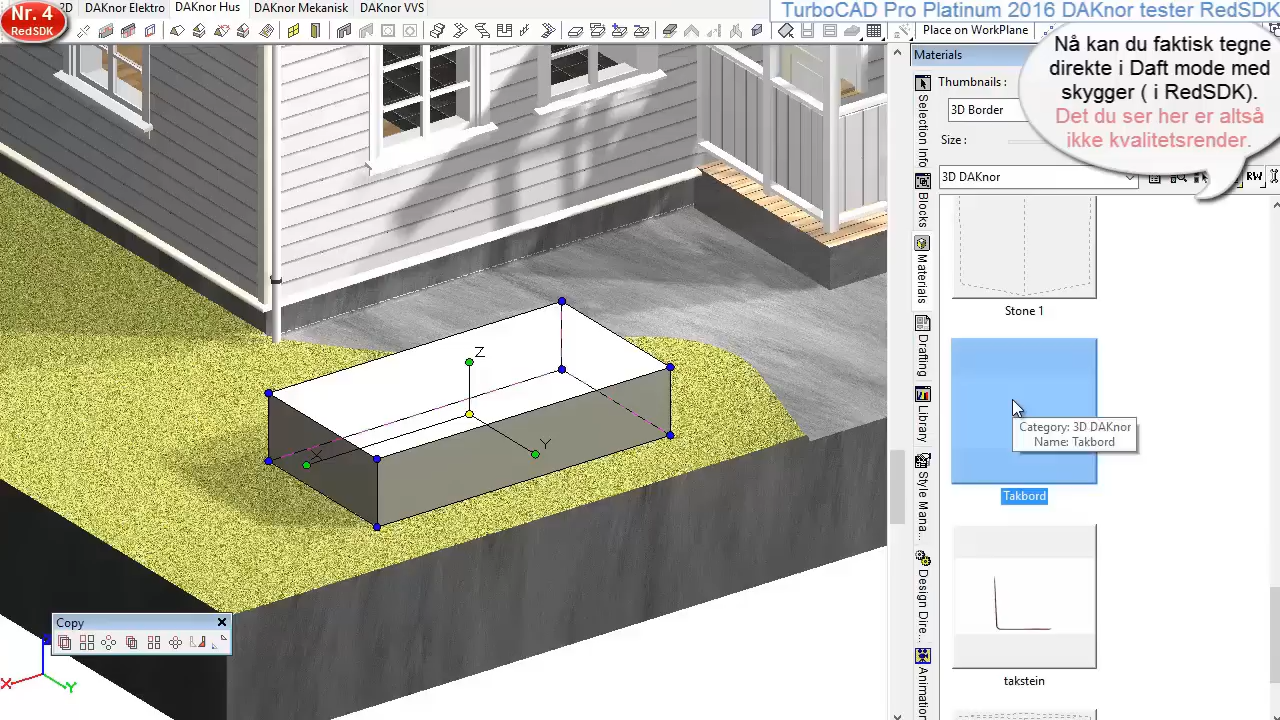 Nr. 4
RedSDK
2D
DAKnor Elektro
DAKnor Hus
DAKnor Mekanisk
DAKnor VVS
TurboCAD Pro Platinum 2016 DAKnor tester RedSDK
Place on WorkPlane
Nå kan du faktisk tegne
direkte i Daft mode med
skygger ( i RedSDK).
Det du ser her er altså
ikke kvalitetsrender.
Materials
Thumbnails :
3D Border
Size :
3D DAKnor
RW
Selection Info
Blocks
Materials
Drafting
Library
Style Mana...
Design Dire...
Animation
Stone 1
Category: 3D DAKnor
Name: Takbord
Takbord
takstein
Z
X
Y
Copy
X
Y